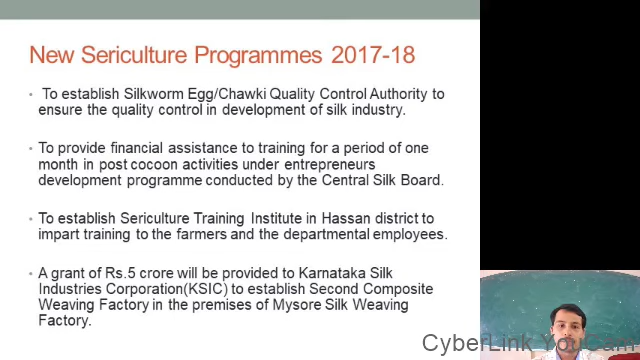 New Sericulture Programmes 2017-18
• To establish Silkworm Egg/Chawki Quality Control Authority to
ensure the quality control in development of silk industry.
• To provide financial assistance to training for a period of one
month in post cocoon activities under entrepreneurs
development programme conducted by the Central Silk Board.
• To establish Sericulture Training Institute in Hassan district to
impart training to the farmers and the departmental employees.
• A grant of Rs.5 crore will be provided to Karnataka Silk
Industries Corporation(KSIC) to establish Second Composite
Weaving Factory in the premises of Mysore Silk Weaving
Factory.
CyberLink YouCam